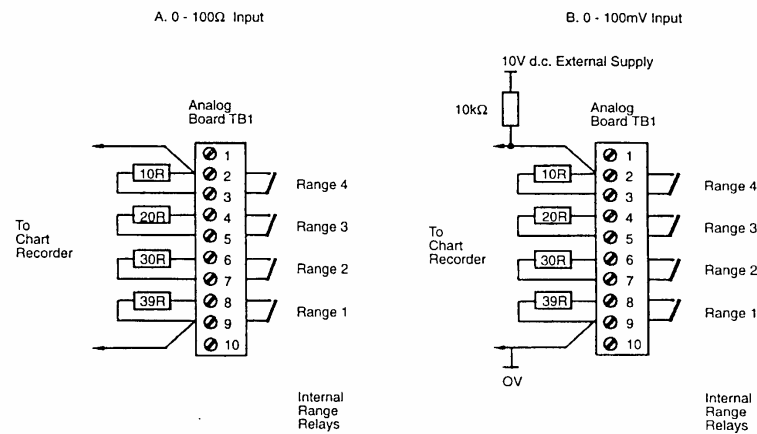 A. 0 - 100Ω Input
Analog
Board TB1
1
10R
2
3
Range 4
20R
4
5
Range 3
To
Chart
Recorder
30R
6
7
Range 2
39R
8
9
Range 1
10
Internal
Range
Relays
B. 0 - 100mV Input
10V d.c. External Supply
10kΩ
Analog
Board TB1
1
10R
2
3
Range 4
20R
4
5
Range 3
To
Chart
Recorder
30R
6
7
Range 2
39R
8
9
Range 1
10
OV
Internal
Range
Relays